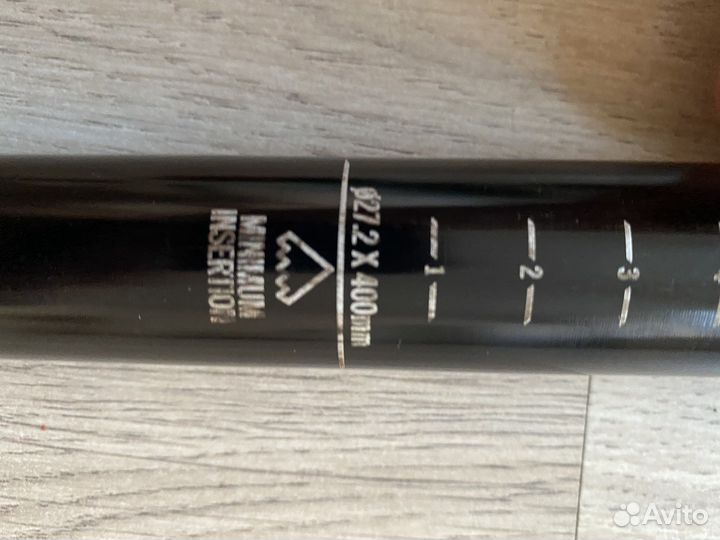 MINIMUM
INSERTION
Ø27.2 X 400mm
1
2
3
Avito